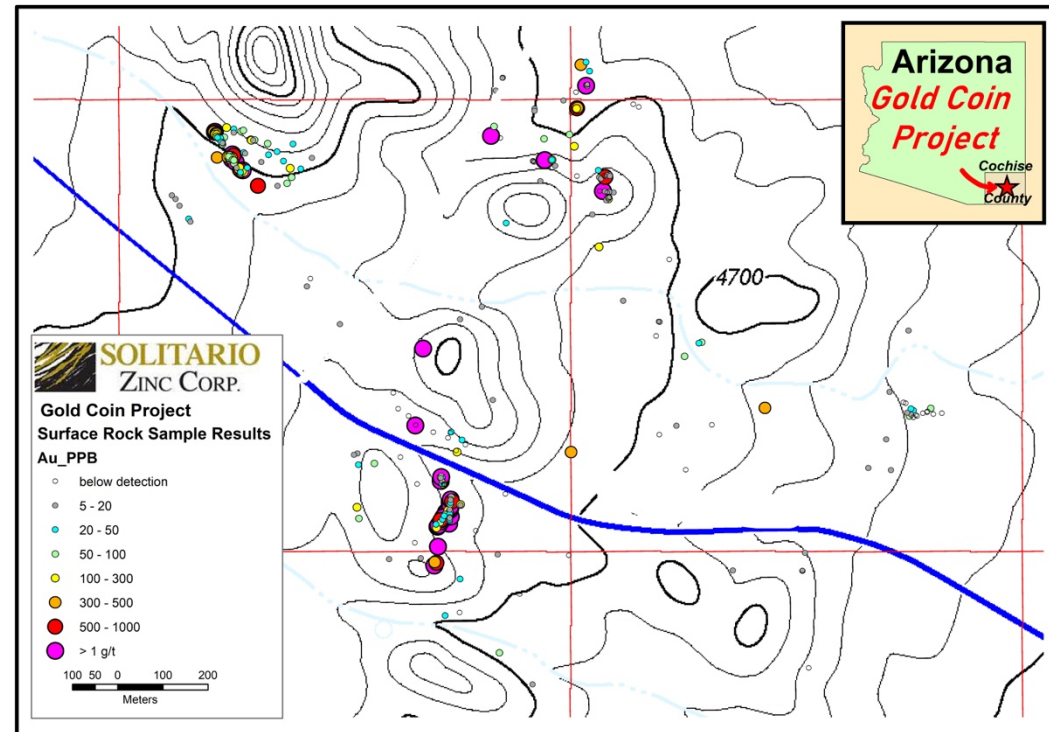 Arizona
Gold Coin
Project
Cochise
County
4700
SOLITARIO
ZINC CORP.
Gold Coin Project
Surface Rock Sample Results
Au_PPB
below detection
5 - 20
20 - 50
50 - 100
100 - 300
300 - 500
500 - 1000
> 1 g/t
100 50 0 100 200
Meters